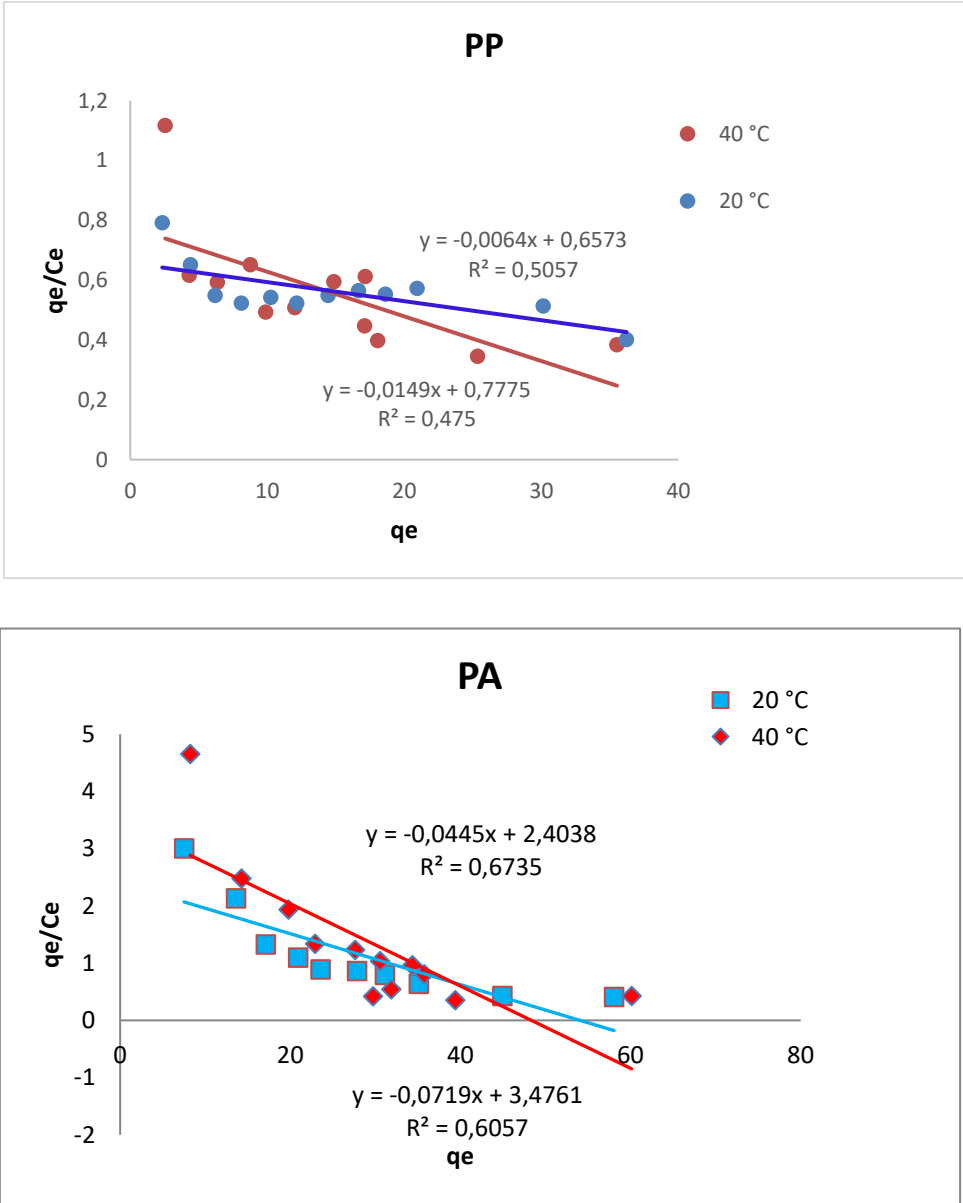 PP
1,2
1
0,8
0,6
0,4
0,2
0
0
10
20
30
40
qe/Ce
qe
40 °C
20 °C
y = -0,0064x + 0,6573
R² = 0,5057
y = -0,0149x + 0,7775
R² = 0,475
PA
20 °C
40 °C
5
4
3
2
1
0
-1
-2
0
20
40
60
80
qe/Ce
y = -0,0445x + 2,4038
R² = 0,6735
y = -0,0719x + 3,4761
R² = 0,6057
qe